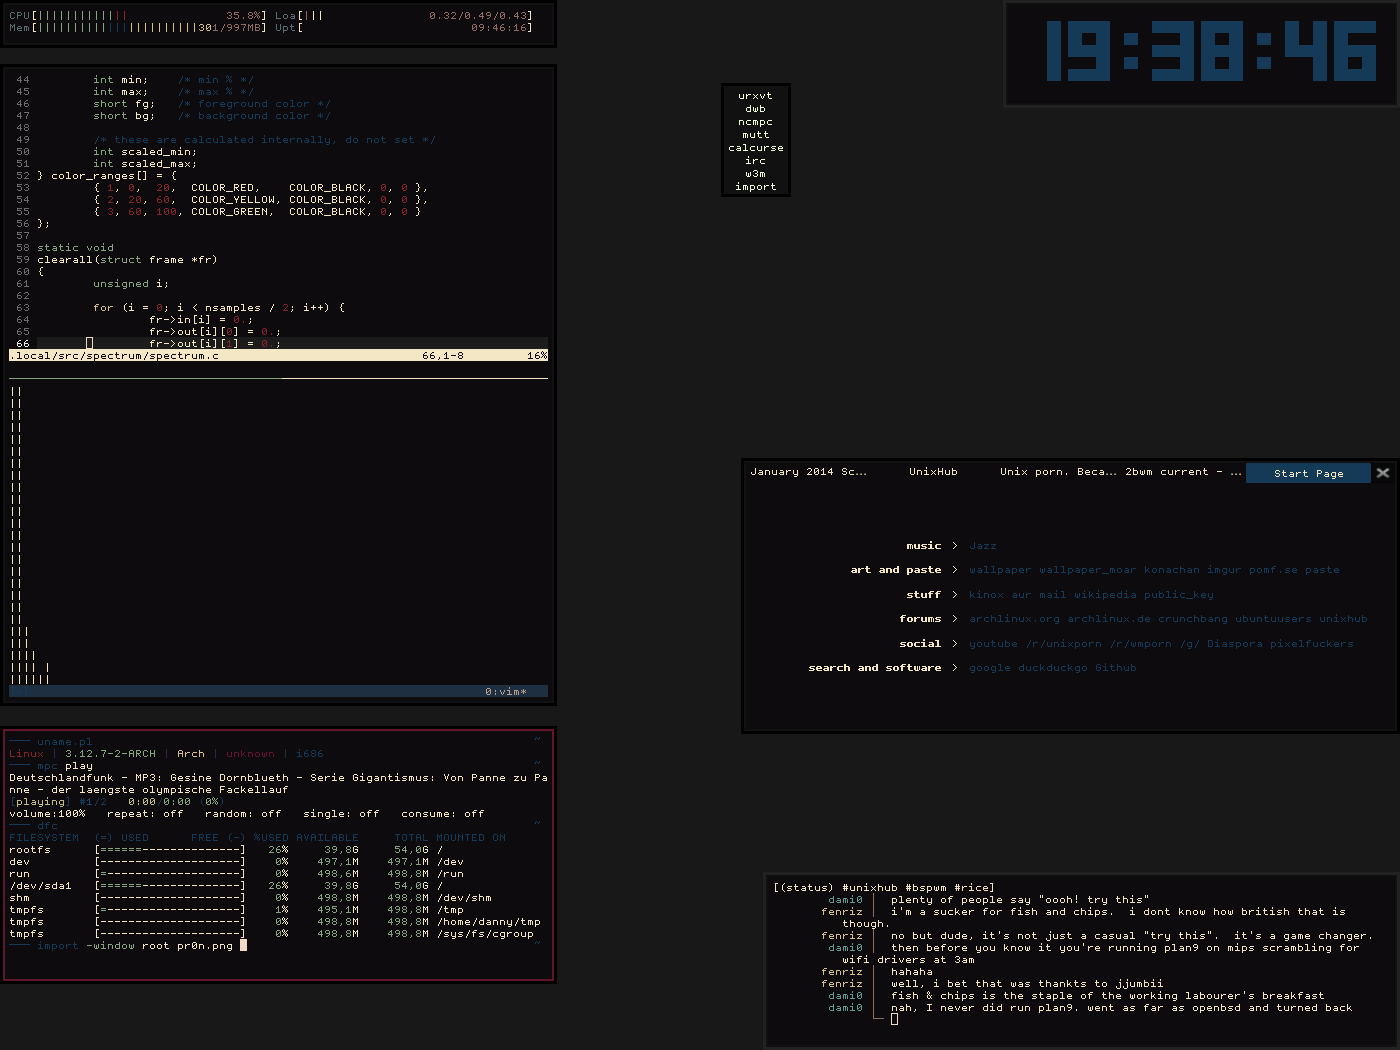 CPU[|||||||||||||          35.8%] Loa[|||          0.32/0.49/0.43]
Mem[|||||||||||||||||||||||||||301/997MB] Upt[          09:46:16]
19:38:46
44         int min;    /* min % */
45         int max;    /* max % */
46         short fg;   /* foreground color */
47         short bg;   /* background color */
48
49         /* these are calculated internally, do not set */
50         int scaled_min;
51         int scaled_max;
52 } color_ranges[] = {
53         { 1, 0,  20,  COLOR_RED,    COLOR_BLACK, 0, 0 },
54         { 2, 20, 60,  COLOR_YELLOW, COLOR_BLACK, 0, 0 },
55         { 3, 60, 100, COLOR_GREEN,  COLOR_BLACK, 0, 0 }
56 };
57
58 static void
59 clearall(struct frame *fr)
60 {
61         unsigned i;
62
63         for (i = 0; i < nsamples / 2; i++) {
64                 fr->in[i] = 0.;
65                 fr->out[i][0] = 0.;
66                 fr->out[i][1] = 0.;
.local/src/spectrum/spectrum.c          66,1-8          16%
0:vim*
urxvt
dwb
ncmpc
mutt
calcurse
irc
w3m
import
January 2014 Sc...  UnixHub  Unix porn. Beca...  2bwm current - ...  Start Page
music > Jazz
art and paste > wallpaper wallpaper_moar konachan imgur pomf.se paste
stuff > kinox aur mail wikipedia public_key
forums > archlinux.org archlinux.de crunchbang ubuntuusers unixhub
social > youtube /r/unixporn /r/wmporn /g/ Diaspora pixelfuckers
search and software > google duckduckgo Github
─── uname.pl ~
Linux | 3.12.7-2-ARCH | Arch | unknown | i686
─── mpc play ~
Deutschlandfunk - MP3: Gesine Dornblueth - Serie Gigantismus: Von Panne zu Pa
nne - der laengste olympische Fackellauf
[playing] #1/2   0:00/0:00 (0%)
volume:100%   repeat: off   random: off   single: off   consume: off
─── dfc ~
FILESYSTEM  (=) USED      FREE (-) %USED AVAILABLE     TOTAL MOUNTED ON
rootfs      [======--------------]   26%     39,8G     54,0G /
dev         [--------------------]    0%    497,1M    497,1M /dev
run         [=-------------------]    0%    498,6M    498,8M /run
/dev/sda1   [======--------------]   26%     39,8G     54,0G /
shm         [--------------------]    0%    498,8M    498,8M /dev/shm
tmpfs       [=-------------------]    1%    495,1M    498,8M /tmp
tmpfs       [--------------------]    0%    498,8M    498,8M /home/danny/tmp
tmpfs       [--------------------]    0%    498,8M    498,8M /sys/fs/cgroup
─── import -window root pr0n.png ~
[(status) #unixhub #bspwm #rice]
dami0 │ plenty of people say "oooh! try this"
fenriz │ i'm a sucker for fish and chips.  i dont know how british that is
though.
fenriz │ no but dude, it's not just a casual "try this".  it's a game changer.
dami0 │ then before you know it you're running plan9 on mips scrambling for
wifi drivers at 3am
fenriz │ hahaha
fenriz │ well, i bet that was thankts to jjumbii
dami0 │ fish & chips is the staple of the working labourer's breakfast
dami0 │ nah, I never did run plan9. went as far as openbsd and turned back